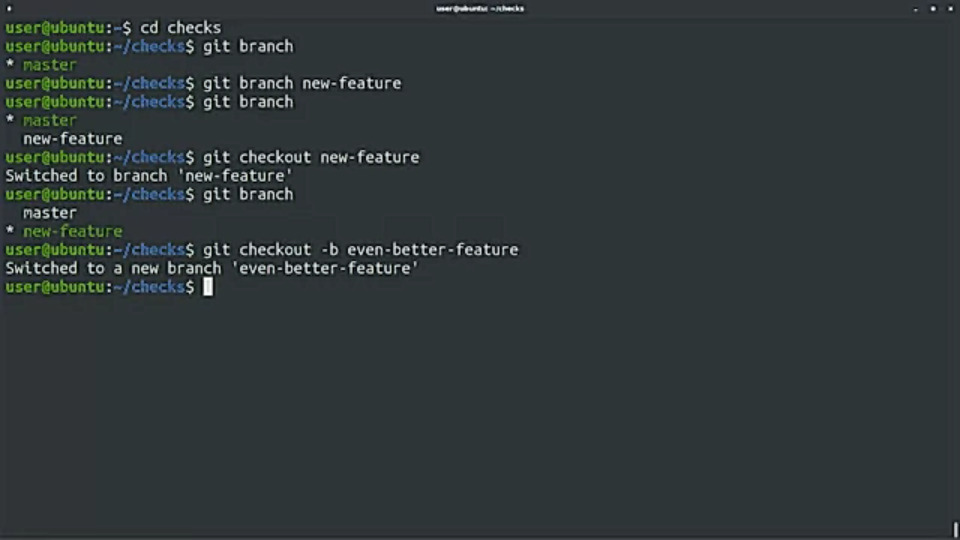 user@ubuntu: ~/checks
user@ubuntu:~$ cd checks
user@ubuntu:~/checks$ git branch
* master
user@ubuntu:~/checks$ git branch new-feature
user@ubuntu:~/checks$ git branch
* master
  new-feature
user@ubuntu:~/checks$ git checkout new-feature
Switched to branch 'new-feature'
user@ubuntu:~/checks$ git branch
  master
* new-feature
user@ubuntu:~/checks$ git checkout -b even-better-feature
Switched to a new branch 'even-better-feature'
user@ubuntu:~/checks$